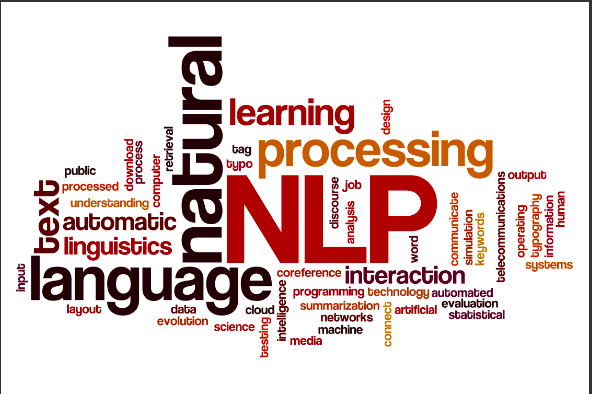 natural
learning
design
processing
tag
typo
retrieval
download
process
computer
public
processed
understanding
text
automatic
linguistics
NLP
discourse
job
analysis
word
communicate
simulation
keywords
telecommunications
output
operating
typography
information
human
systems
input
language
coreference
interaction
intelligence
programming
technology
automated
layout
data
cloud
summarization
artificial
evaluation
statistical
evolution
science
testing
networks
machine
media
connect